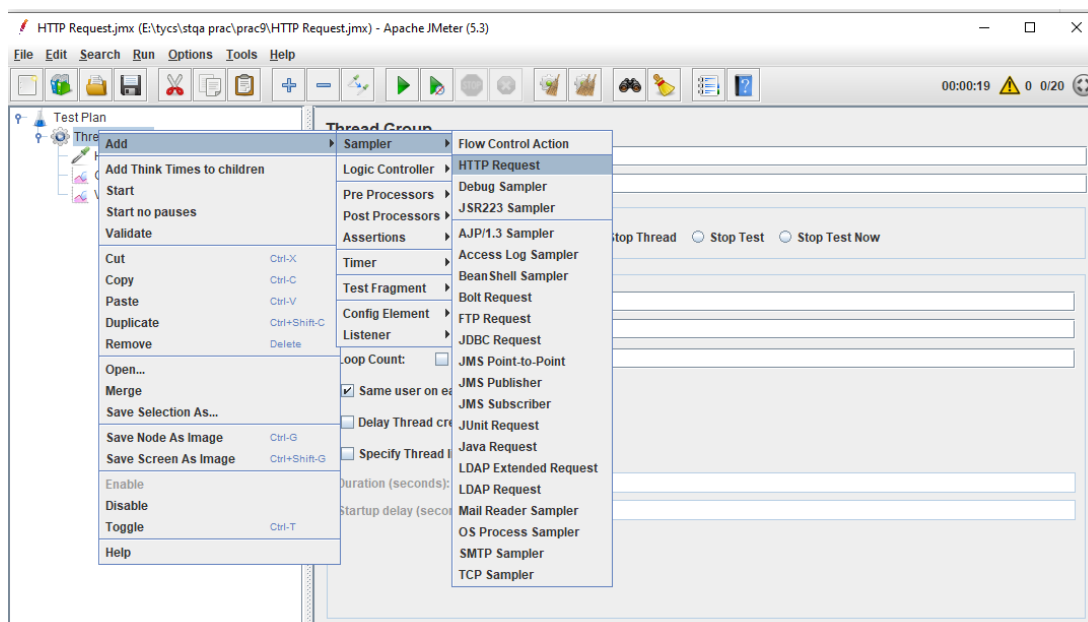 HTTP Request.jmx (E:\tycs\stqa prac\prac9\HTTP Request.jmx) - Apache JMeter (5.3)
File Edit Search Run Options Tools Help
00:00:19 0 0/20
Test Plan
Thre
Thread Group
Add
Add Think Times to children
Start
Start no pauses
Validate
Cut Ctrl-X
Copy Ctrl-C
Paste Ctrl-V
Duplicate Ctrl+Shift-C
Remove Delete
Open...
Merge
Save Selection As...
Save Node As Image Ctrl-G
Save Screen As Image Ctrl+Shift-G
Enable
Disable
Toggle Ctrl-T
Help
Sampler
Logic Controller
Pre Processors
Post Processors
Assertions
Timer
Test Fragment
Config Element
Listener
Flow Control Action
HTTP Request
Debug Sampler
JSR223 Sampler
AJP/1.3 Sampler
Access Log Sampler
BeanShell Sampler
Bolt Request
FTP Request
JDBC Request
JMS Point-to-Point
JMS Publisher
JMS Subscriber
JUnit Request
Java Request
LDAP Extended Request
LDAP Request
Mail Reader Sampler
OS Process Sampler
SMTP Sampler
TCP Sampler
Stop Thread Stop Test Stop Test Now
Loop Count:
Same user on ea
Delay Thread cre
Specify Thread l
Duration (seconds):
Startup delay (secon